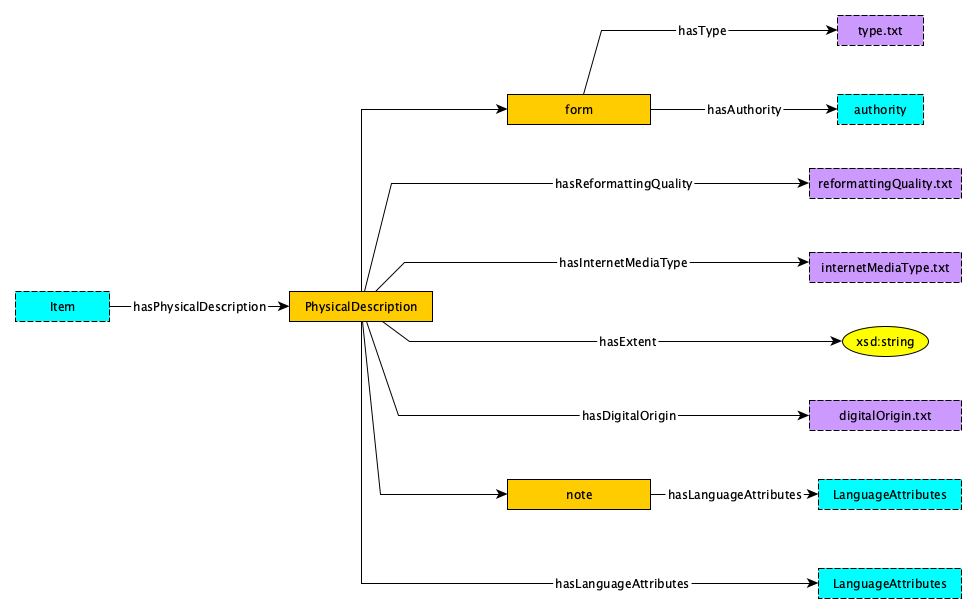 hasType
type.txt
form
hasAuthority
authority
hasReformattingQuality
reformattingQuality.txt
hasInternetMediaType
internetMediaType.txt
Item
hasPhysicalDescription
PhysicalDescription
hasExtent
xsd:string
hasDigitalOrigin
digitalOrigin.txt
note
hasLanguageAttributes
LanguageAttributes
hasLanguageAttributes
LanguageAttributes